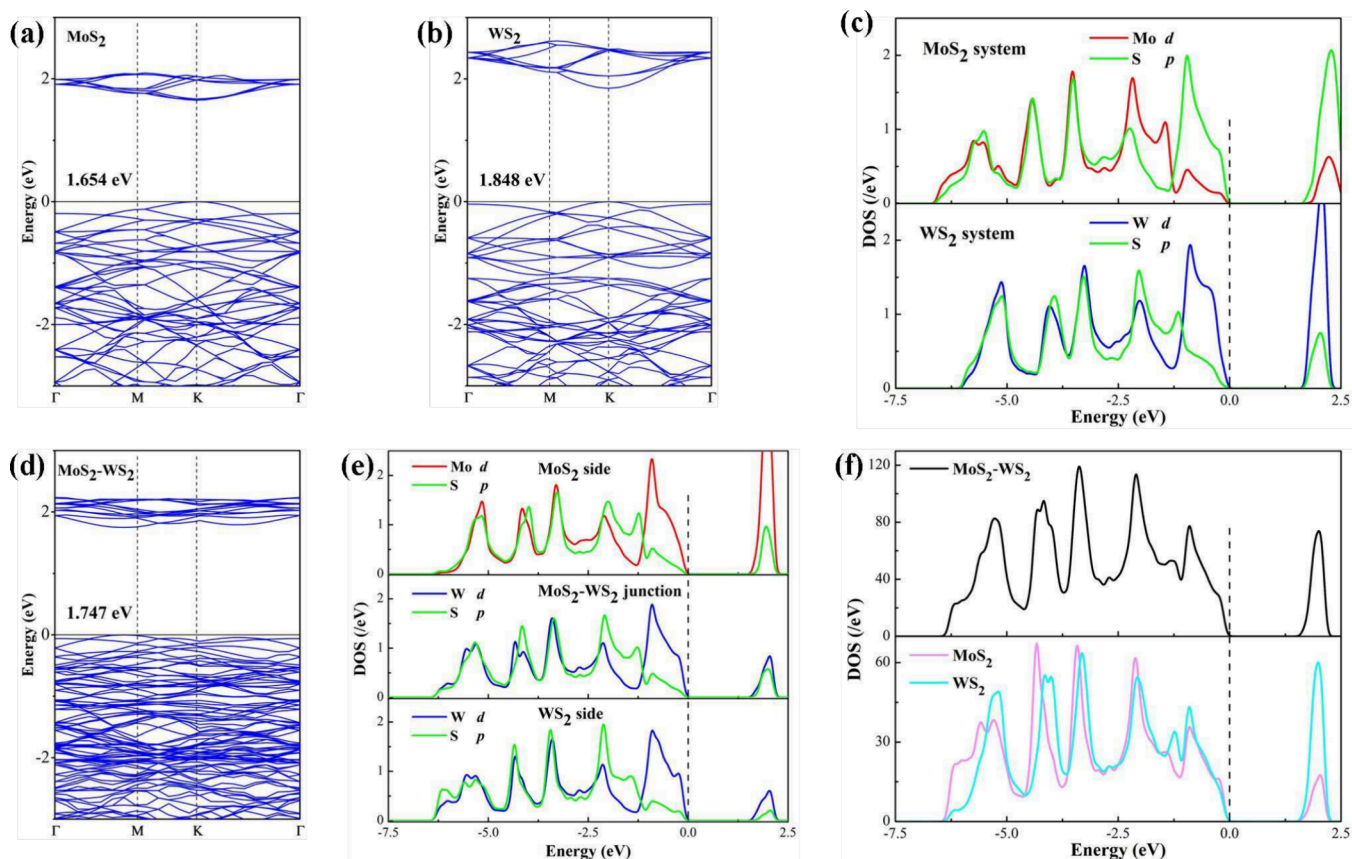 (a)
MoS2
Energy (eV)
2
1.654 eV
0
-2
Γ M K Γ
(b)
WS2
Energy (eV)
2
1.848 eV
0
-2
Γ M K Γ
(c)
MoS2 system
Mo d
S p
2
1
0
DOS (/eV)
WS2 system
W d
S p
2
1
0
-7.5 -5.0 -2.5 0.0 2.5
Energy (eV)
(d)
MoS2-WS2
Energy (eV)
2
1.747 eV
0
-2
Γ M K Γ
(e)
Mo d
S p
MoS2 side
2
1
0
DOS (/eV)
W d
S p
MoS2-WS2 junction
2
1
0
W d
S p
WS2 side
2
1
0
-7.5 -5.0 -2.5 0.0 2.5
Energy (eV)
(f)
MoS2-WS2
120
80
40
0
DOS (/eV)
MoS2
WS2
60
30
0
-7.5 -5.0 -2.5 0.0 2.5
Energy (eV)